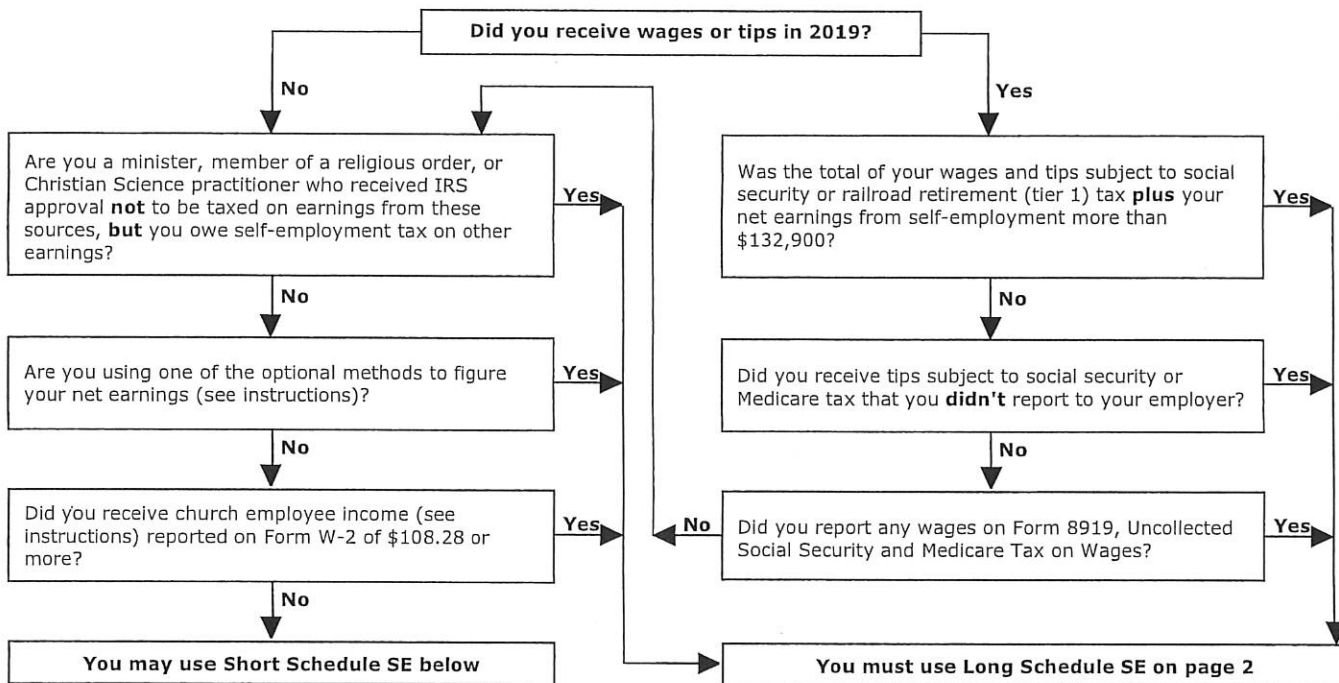 Did you receive wages or tips in 2019?
No
Yes
Are you a minister, member of a religious order, or
Christian Science practitioner who received IRS
approval not to be taxed on earnings from these
sources, but you owe self-employment tax on other
earnings?
Yes
Was the total of your wages and tips subject to social
security or railroad retirement (tier 1) tax plus your
net earnings from self-employment more than
$132,900?
Yes
No
No
Are you using one of the optional methods to figure
your net earnings (see instructions)?
Yes
Did you receive tips subject to social security or
Medicare tax that you didn't report to your employer?
Yes
No
No
Did you receive church employee income (see
instructions) reported on Form W-2 of $108.28 or
more?
Yes
No
Did you report any wages on Form 8919, Uncollected
Social Security and Medicare Tax on Wages?
Yes
No
You may use Short Schedule SE below
You must use Long Schedule SE on page 2